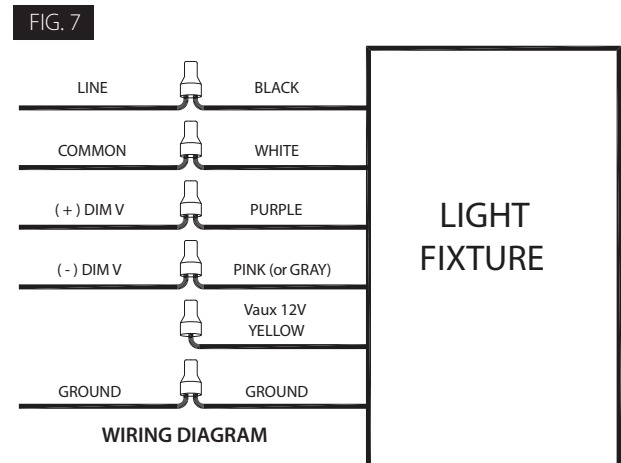 FIG. 7
LINE BLACK
COMMON WHITE
( + ) DIM V PURPLE
( - ) DIM V PINK (or GRAY)
Vaux 12V
YELLOW
GROUND GROUND
WIRING DIAGRAM
LIGHT
FIXTURE